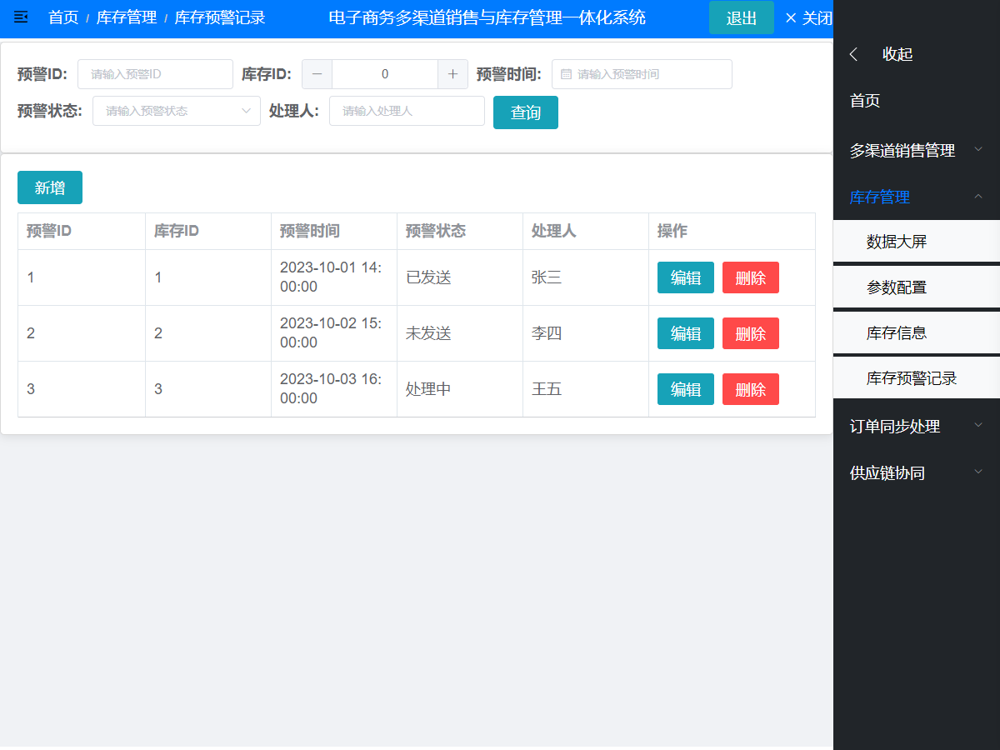 首页 / 库存管理 / 库存预警记录
电子商务多渠道销售与库存管理一体化系统
退出
关闭
预警ID: 请输入预警ID 库存ID: 0 预警时间: 请输入预警时间
预警状态: 请输入预警状态 处理人: 请输入处理人 查询
新增
预警ID 库存ID 预警时间 预警状态 处理人 操作
1 1 2023-10-01 14:00:00 已发送 张三 编辑 删除
2 2 2023-10-02 15:00:00 未发送 李四 编辑 删除
3 3 2023-10-03 16:00:00 处理中 王五 编辑 删除
收起
首页
多渠道销售管理
库存管理
数据大屏
参数配置
库存信息
库存预警记录
订单同步处理
供应链协同